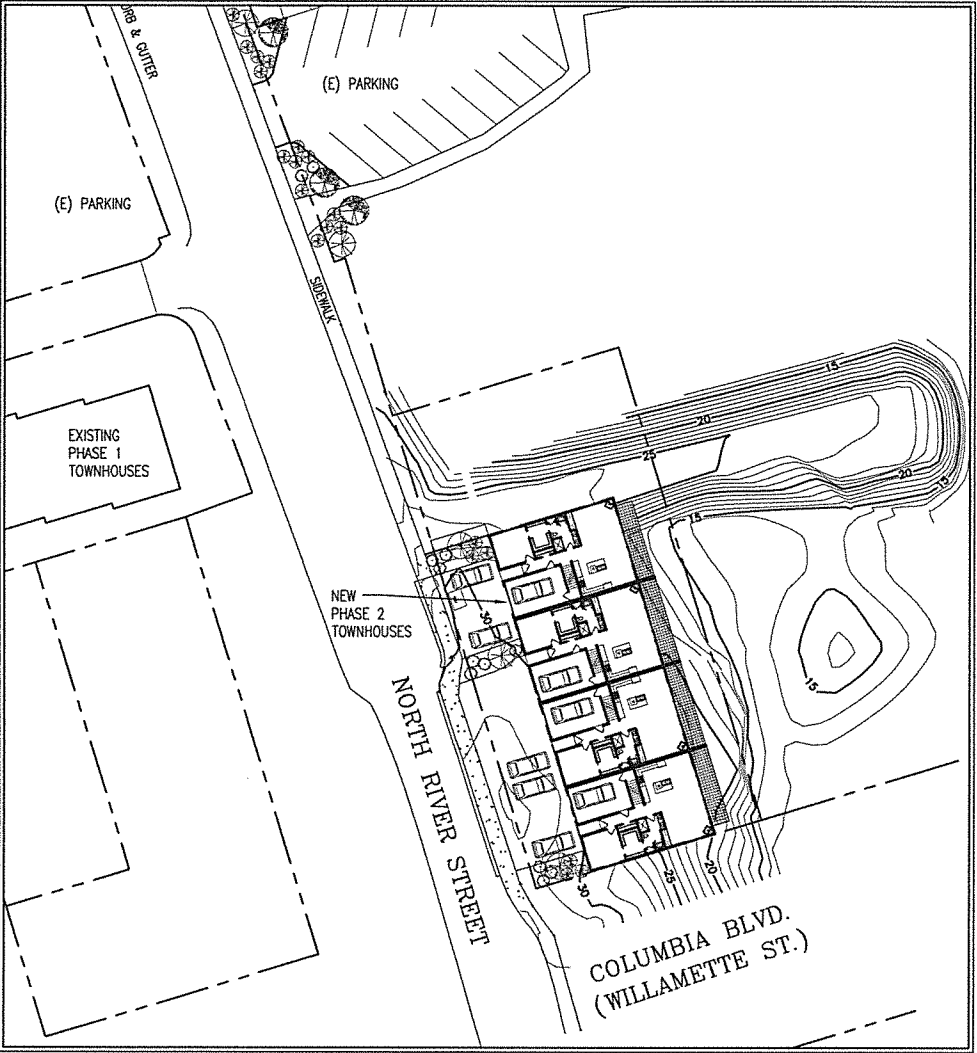 ORB & GUTTER
(E) PARKING
(E) PARKING
SIDEWALK
15
20
25
20
15
EXISTING
PHASE 1
TOWNHOUSES
15
NEW
PHASE 2
TOWNHOUSES
30
15
NORTH RIVER STREET
30
25
20
COLUMBIA BLVD.
(WILLAMETTE ST.)